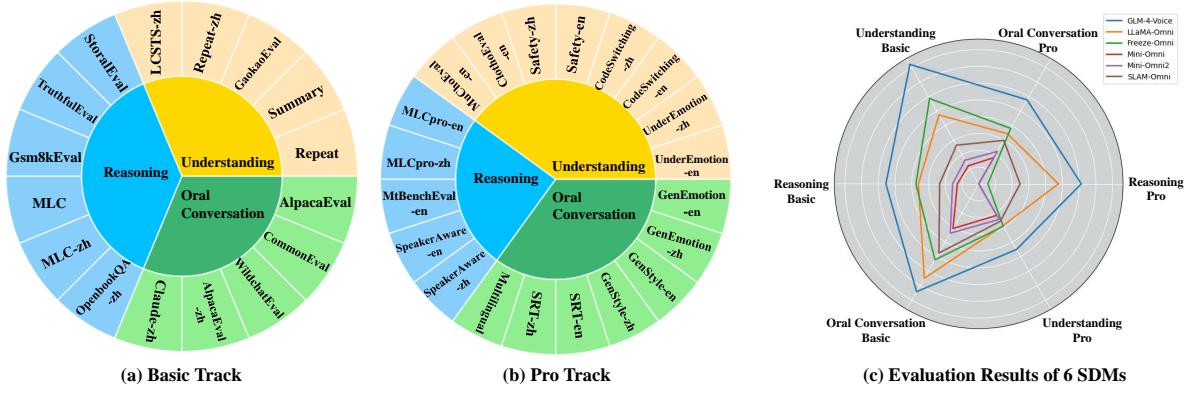 LCSTS-zh
Repeat-zh
GaokaoEval
Summary
Repeat
StoralEval
TruthfulEval
Gsm8kEval
MLC
MLC-zh
OpenbookQA
-zh
AlpacaEval
CommonEval
WildchatEval
AlpacaEval
-zh
Claude-zh
Reasoning
Understanding
Oral
Conversation
(a) Basic Track
MuChoEval
-en
ClothoEval
-en
Safety-zh
Safety-en
CodeSwitching
-zh
CodeSwitching
-en
UnderEmotion
-zh
UnderEmotion
-en
MLCpro-en
MLCpro-zh
MtBenchEval
-en
SpeakerAware
-en
SpeakerAware
-zh
GenEmotion
-en
GenEmotion
-zh
GenStyle-en
GenStyle-zh
SRT-en
SRT-zh
Multilingual
Reasoning
Understanding
Oral
Conversation
(b) Pro Track
GLM-4-Voice
LLaMA-Omni
Freeze-Omni
Mini-Omni
Mini-Omni2
SLAM-Omni
Understanding
Basic
Oral Conversation
Pro
Reasoning
Basic
Reasoning
Pro
Oral Conversation
Basic
Understanding
Pro
(c) Evaluation Results of 6 SDMs